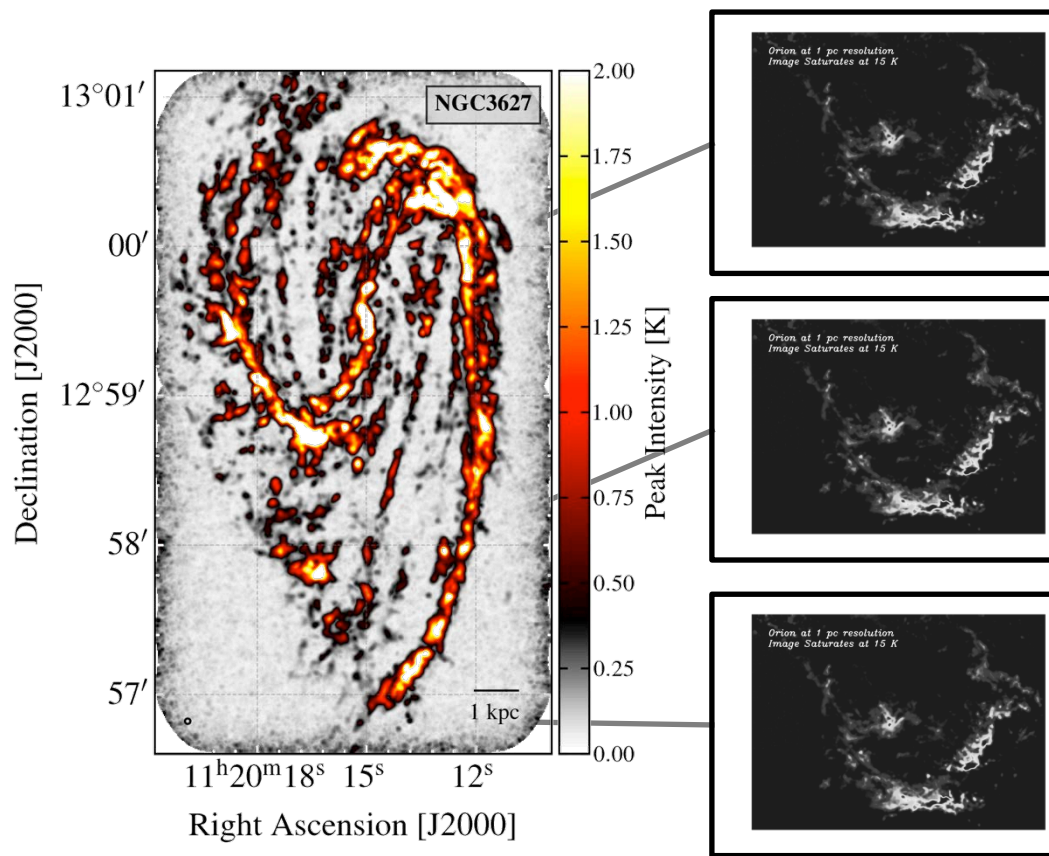 NGC3627
Declination [J2000]
13°01′
00′
12°59′
58′
57′
1 kpc
11ʰ20ᵐ18ˢ 15ˢ 12ˢ
Right Ascension [J2000]
2.00
1.75
1.50
1.25
1.00
0.75
0.50
0.25
0.00
Peak Intensity [K]
Orion at 1 pc resolution
Image Saturates at 15 K
Orion at 1 pc resolution
Image Saturates at 15 K
Orion at 1 pc resolution
Image Saturates at 15 K